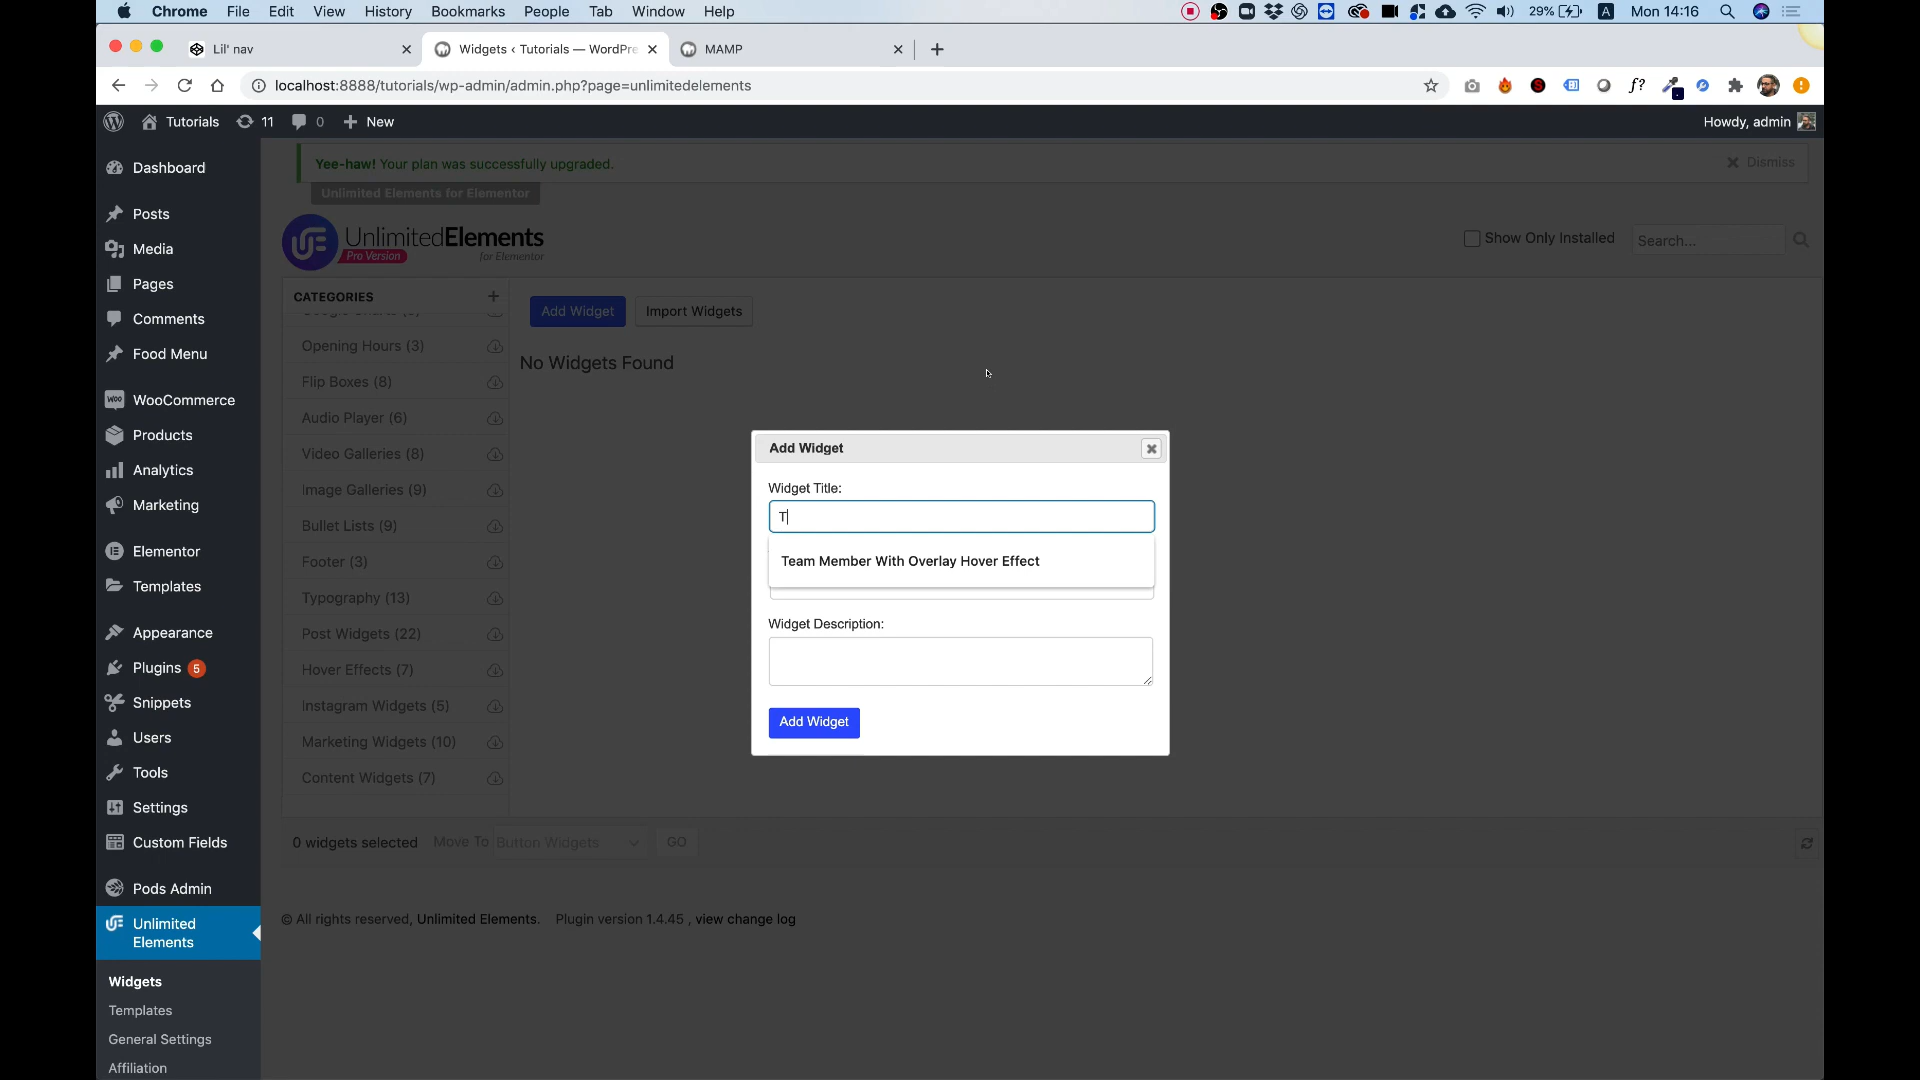 Chrome File Edit View History Bookmarks People Tab Window Help 29% A Mon 14:16
Lil' nav Widgets ‹ Tutorials — WordPre MAMP
localhost:8888/tutorials/wp-admin/admin.php?page=unlimitedelements f?
Tutorials 11 0 New Howdy, admin
Dashboard
Posts
Media
Pages
Comments
Food Menu
WooCommerce
Products
Analytics
Marketing
Elementor
Templates
Appearance
Plugins 5
Snippets
Users
Tools
Settings
Custom Fields
Pods Admin
Unlimited
Elements
Widgets
Templates
General Settings
Affiliation
Yee-haw! Your plan was successfully upgraded. Dismiss
Unlimited Elements for Elementor
UnlimitedElements
Pro Version for Elementor
Show Only Installed Search...
CATEGORIES
Opening Hours (3)
Flip Boxes (8)
Audio Player (6)
Video Galleries (8)
Image Galleries (9)
Bullet Lists (9)
Footer (3)
Typography (13)
Post Widgets (22)
Hover Effects (7)
Instagram Widgets (5)
Marketing Widgets (10)
Content Widgets (7)
Add Widget Import Widgets
No Widgets Found
Add Widget
Widget Title:
T
Team Member With Overlay Hover Effect
Widget Description:
Add Widget
0 widgets selected Move To Button Widgets GO
© All rights reserved, Unlimited Elements. Plugin version 1.4.45 , view change log